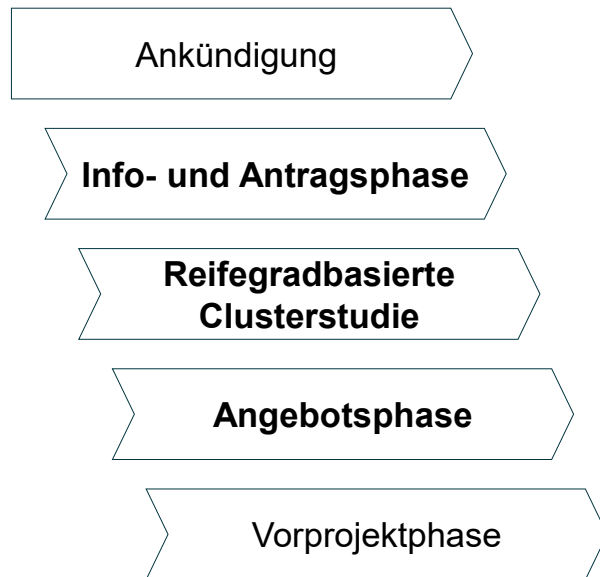 Ankündigung
Info- und Antragsphase
Reifegradbasierte
Clusterstudie
Angebotsphase
Vorprojektphase